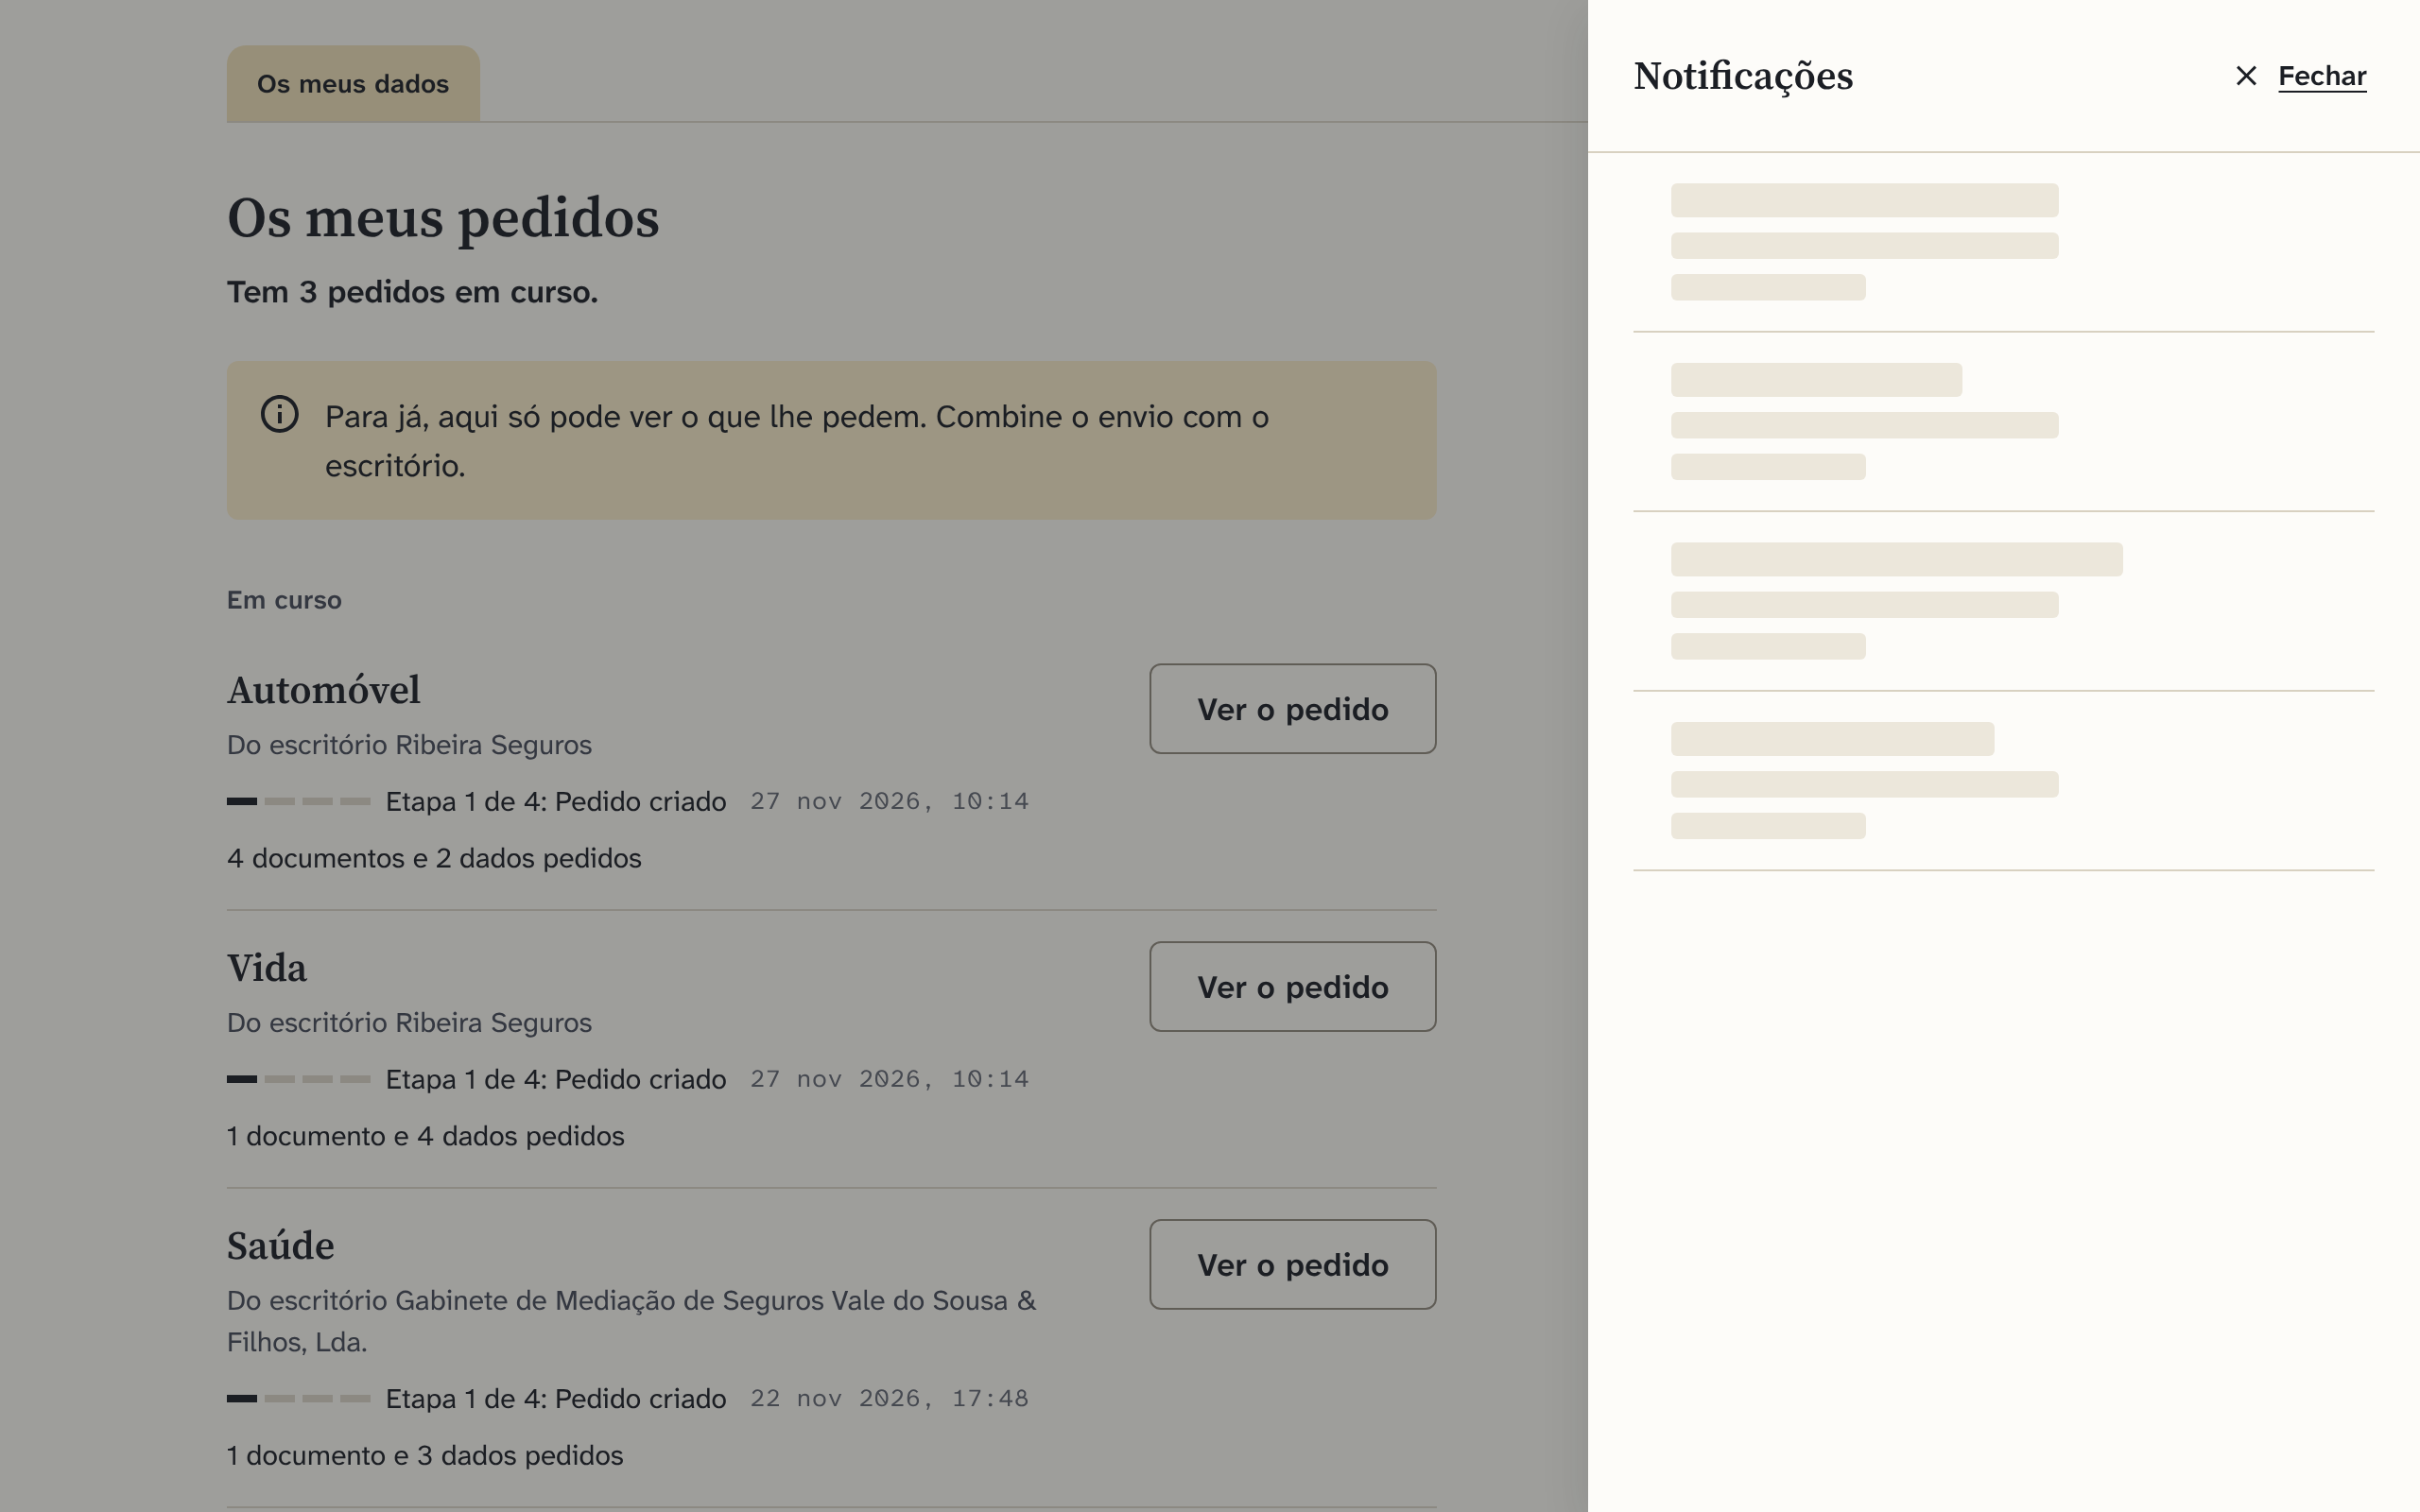 Os meus dados
Os meus pedidos
Tem 3 pedidos em curso.
Para já, aqui só pode ver o que lhe pedem. Combine o envio com o
escritório.
Em curso
Automóvel
Ver o pedido
Do escritório Ribeira Seguros
Etapa 1 de 4: Pedido criado 27 nov 2026, 10:14
4 documentos e 2 dados pedidos
Vida
Ver o pedido
Do escritório Ribeira Seguros
Etapa 1 de 4: Pedido criado 27 nov 2026, 10:14
1 documento e 4 dados pedidos
Saúde
Ver o pedido
Do escritório Gabinete de Mediação de Seguros Vale do Sousa &
Filhos, Lda.
Etapa 1 de 4: Pedido criado 22 nov 2026, 17:48
1 documento e 3 dados pedidos
Notificações
Fechar